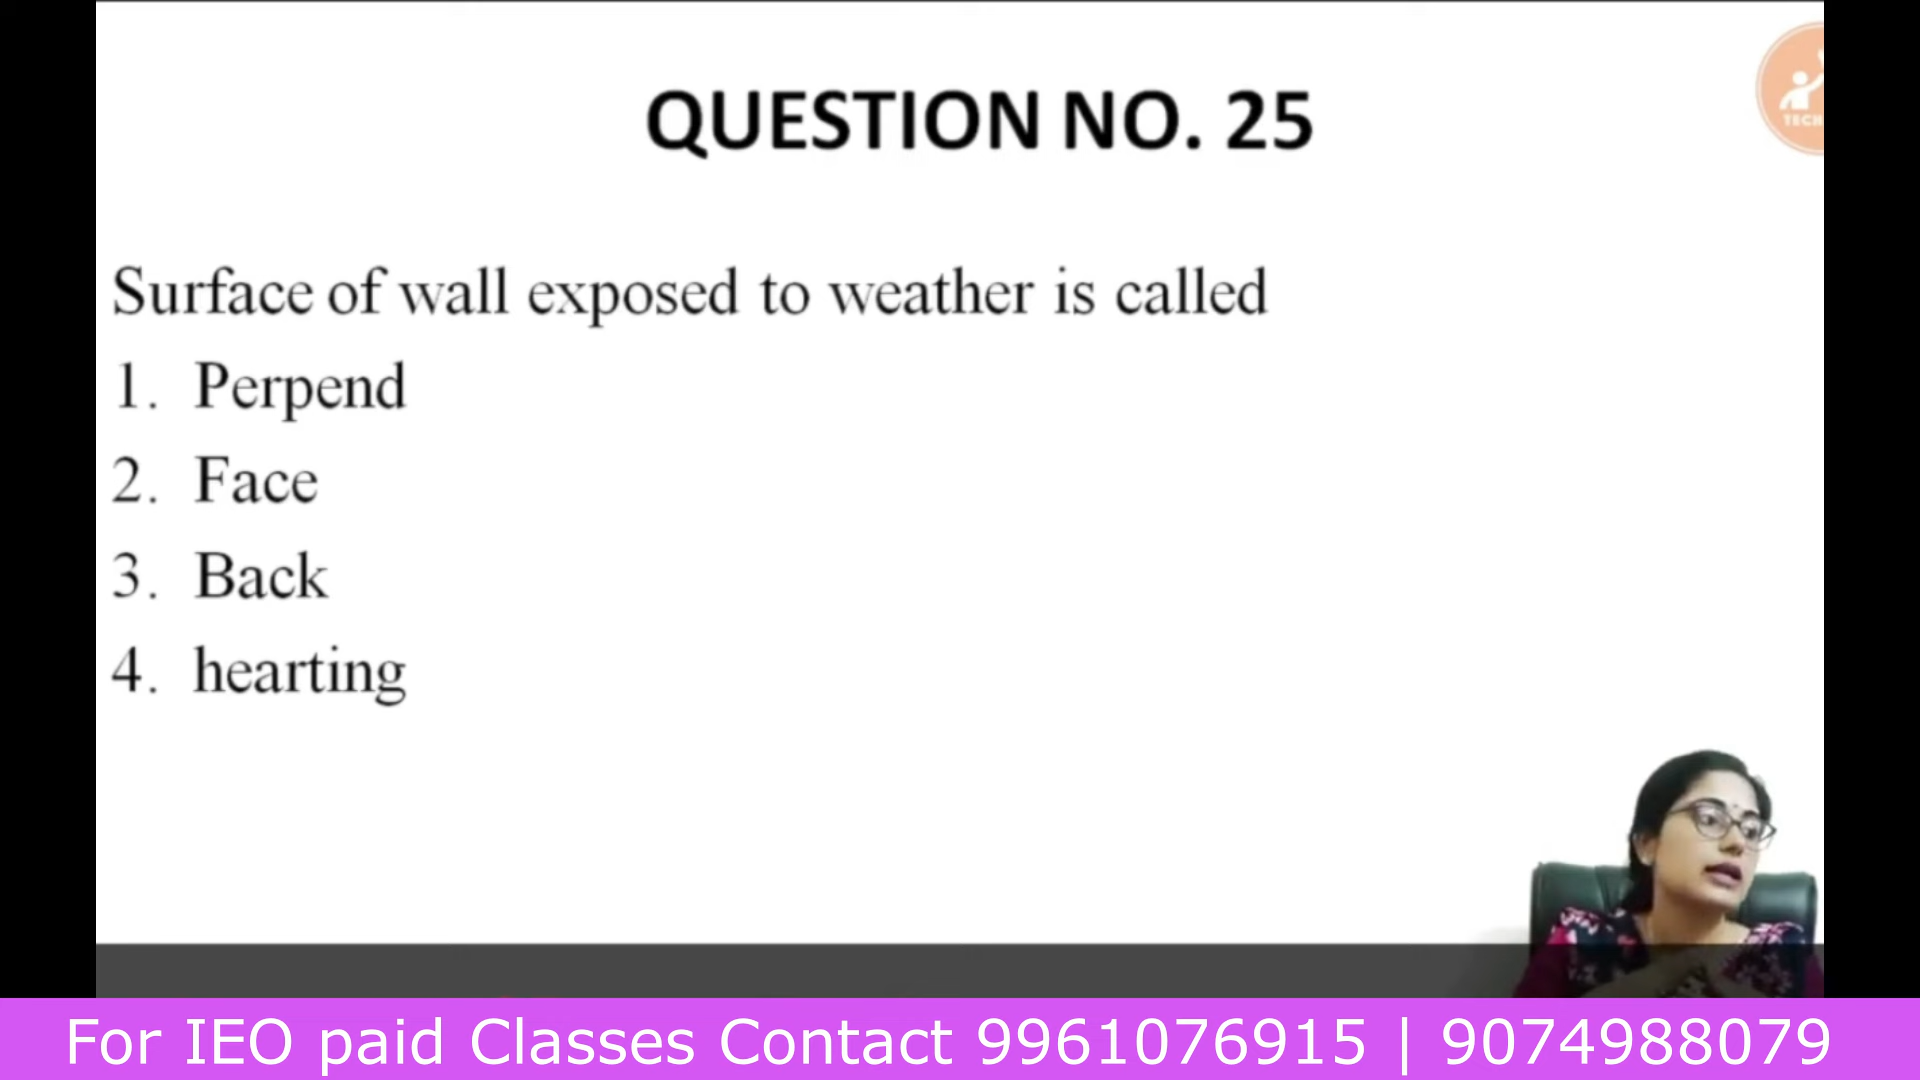 QUESTION NO. 25
TECH
Surface of wall exposed to weather is called
1. Perpend
2. Face
3. Back
4. hearting
For IEO paid Classes Contact 9961076915 | 9074988079